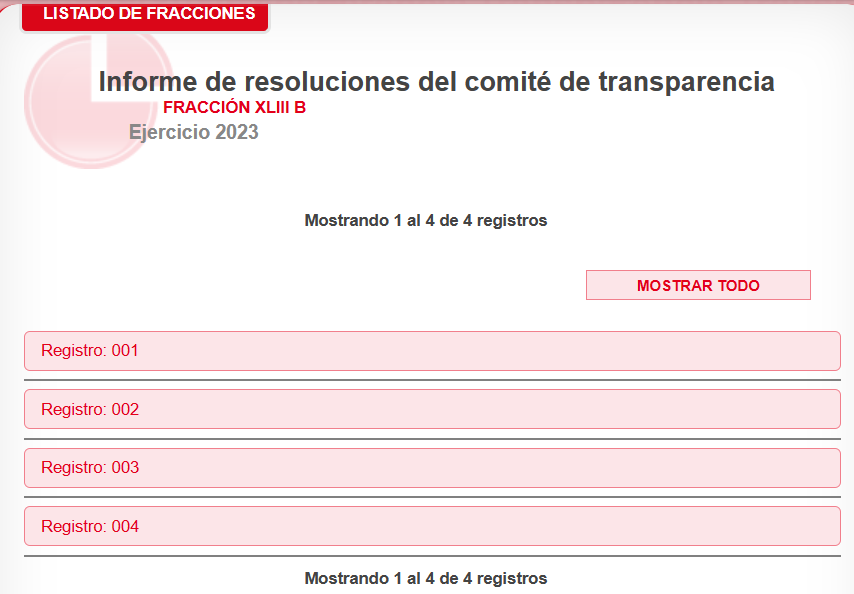 LISTADO DE FRACCIONES
Informe de resoluciones del comité de transparencia
FRACCIÓN XLIII B
Ejercicio 2023
Mostrando 1 al 4 de 4 registros
MOSTRAR TODO
Registro: 001
Registro: 002
Registro: 003
Registro: 004
Mostrando 1 al 4 de 4 registros